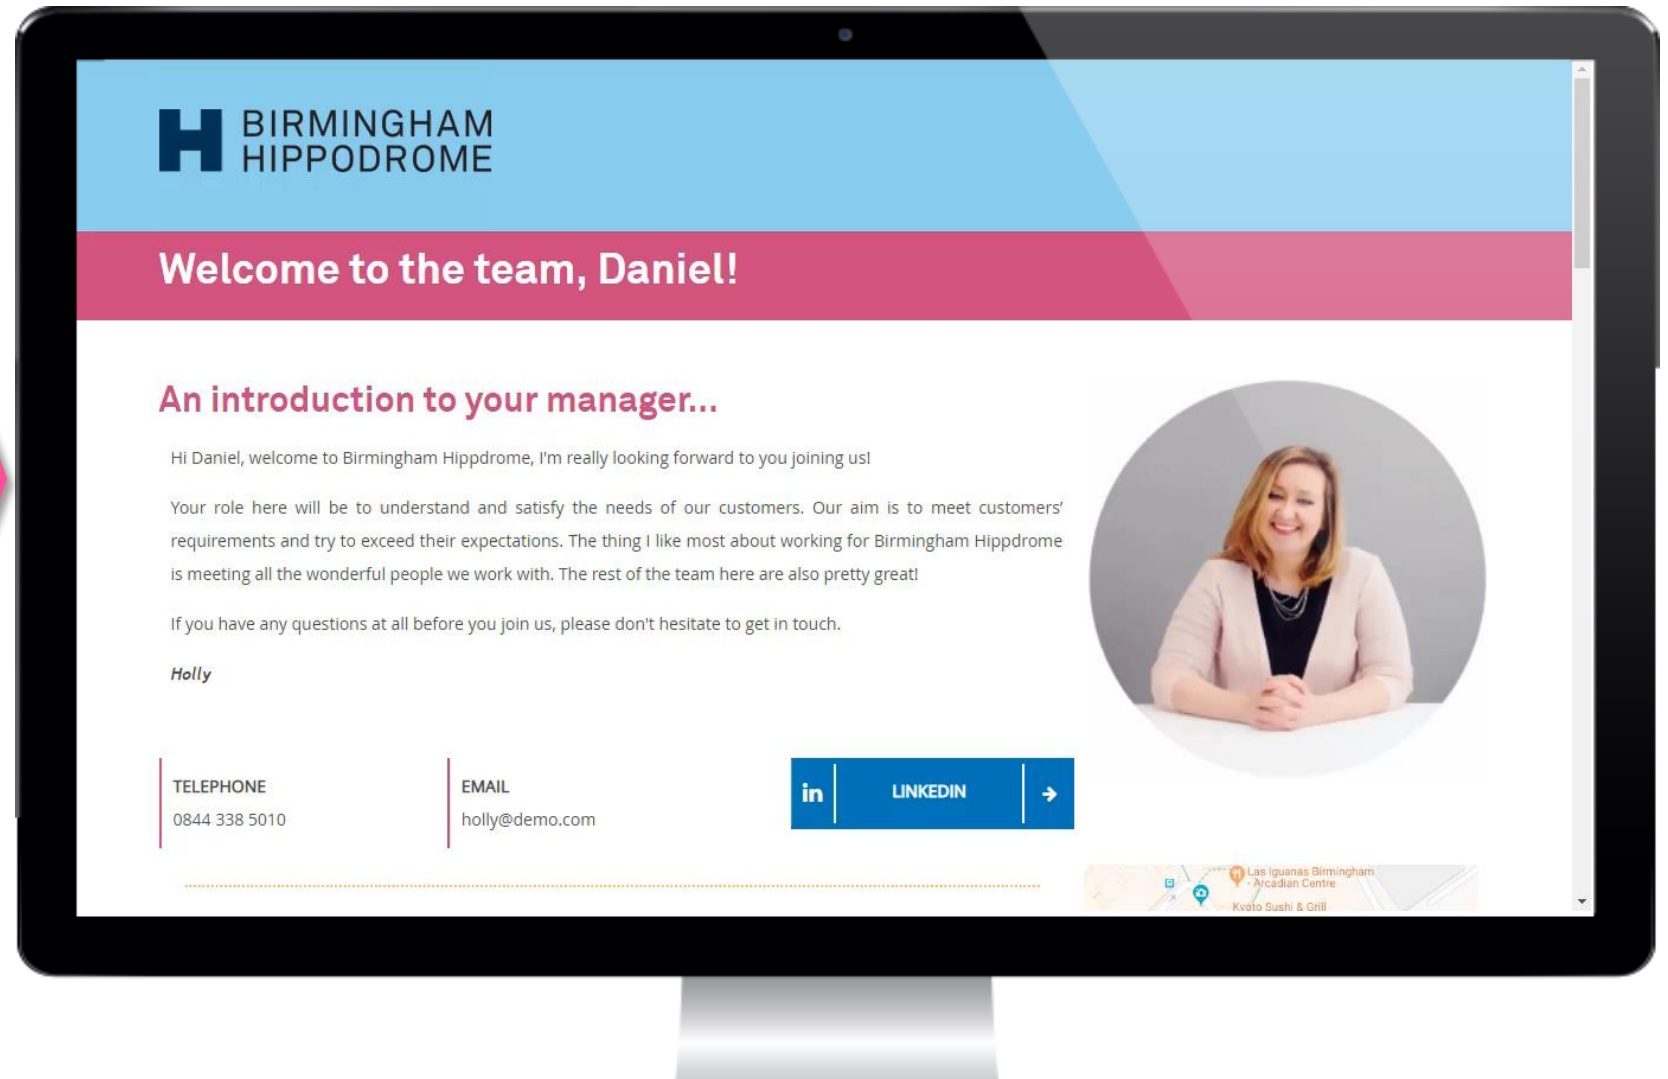 BIRMINGHAM
HIPPODROME
Welcome to the team, Daniel!
An introduction to your manager...
Hi Daniel, welcome to Birmingham Hippdrome, I'm really looking forward to you joining us!
Your role here will be to understand and satisfy the needs of our customers. Our aim is to meet customers’
requirements and try to exceed their expectations. The thing I like most about working for Birmingham Hippdrome
is meeting all the wonderful people we work with. The rest of the team here are also pretty great!
If you have any questions at all before you join us, please don't hesitate to get in touch.
Holly
TELEPHONE
0844 338 5010
EMAIL
holly@demo.com
in LINKEDIN
Las Iguanas Birmingham
- Arcadian Centre
Kyoto Sushi & Grill